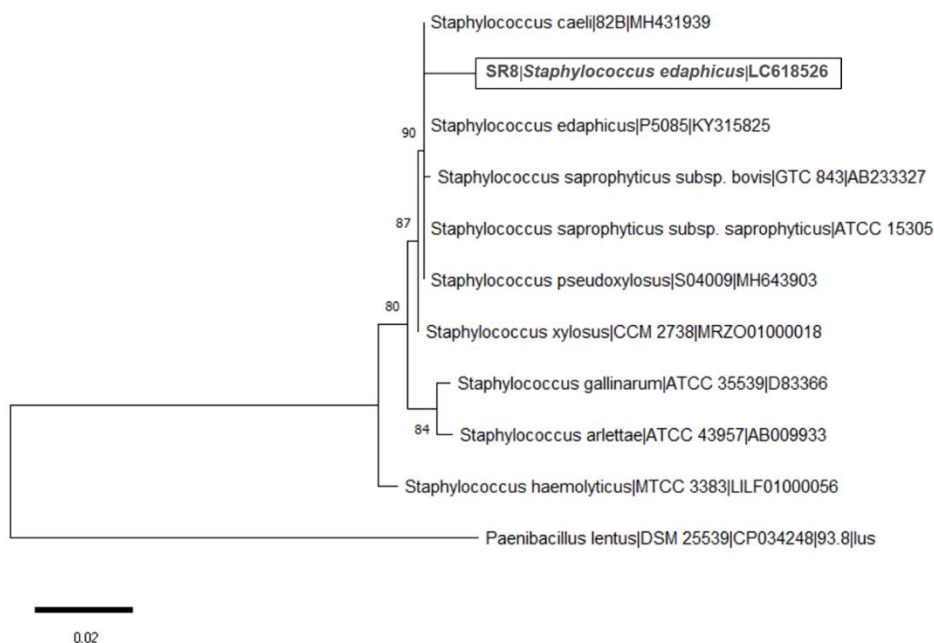 Staphylococcus caeli|82B|MH431939
SR8|Staphylococcus edaphicus|LC618526
Staphylococcus edaphicus|P5085|KY315825
90
Staphylococcus saprophyticus subsp. bovis|GTC 843|AB233327
87
Staphylococcus saprophyticus subsp. saprophyticus|ATCC 15305
Staphylococcus pseudoxylosus|S04009|MH643903
80
Staphylococcus xylosus|CCM 2738|MRZO01000018
Staphylococcus gallinarum|ATCC 35539|D83366
84
Staphylococcus arlettae|ATCC 43957|AB009933
Staphylococcus haemolyticus|MTCC 3383|LILF01000056
Paenibacillus lentus|DSM 25539|CP034248|93.8|lus
0.02